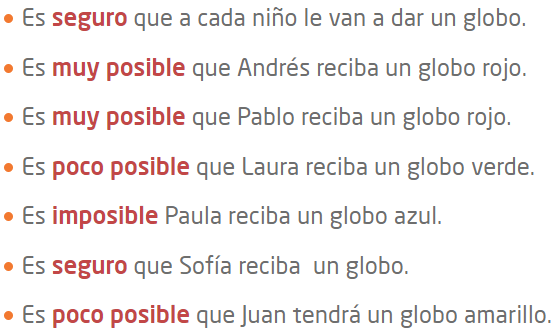 • Es seguro que a cada niño le van a dar un globo.
• Es muy posible que Andrés reciba un globo rojo.
• Es muy posible que Pablo reciba un globo rojo.
• Es poco posible que Laura reciba un globo verde.
• Es imposible Paula reciba un globo azul.
• Es seguro que Sofía reciba  un globo.
• Es poco posible que Juan tendrá un globo amarillo.